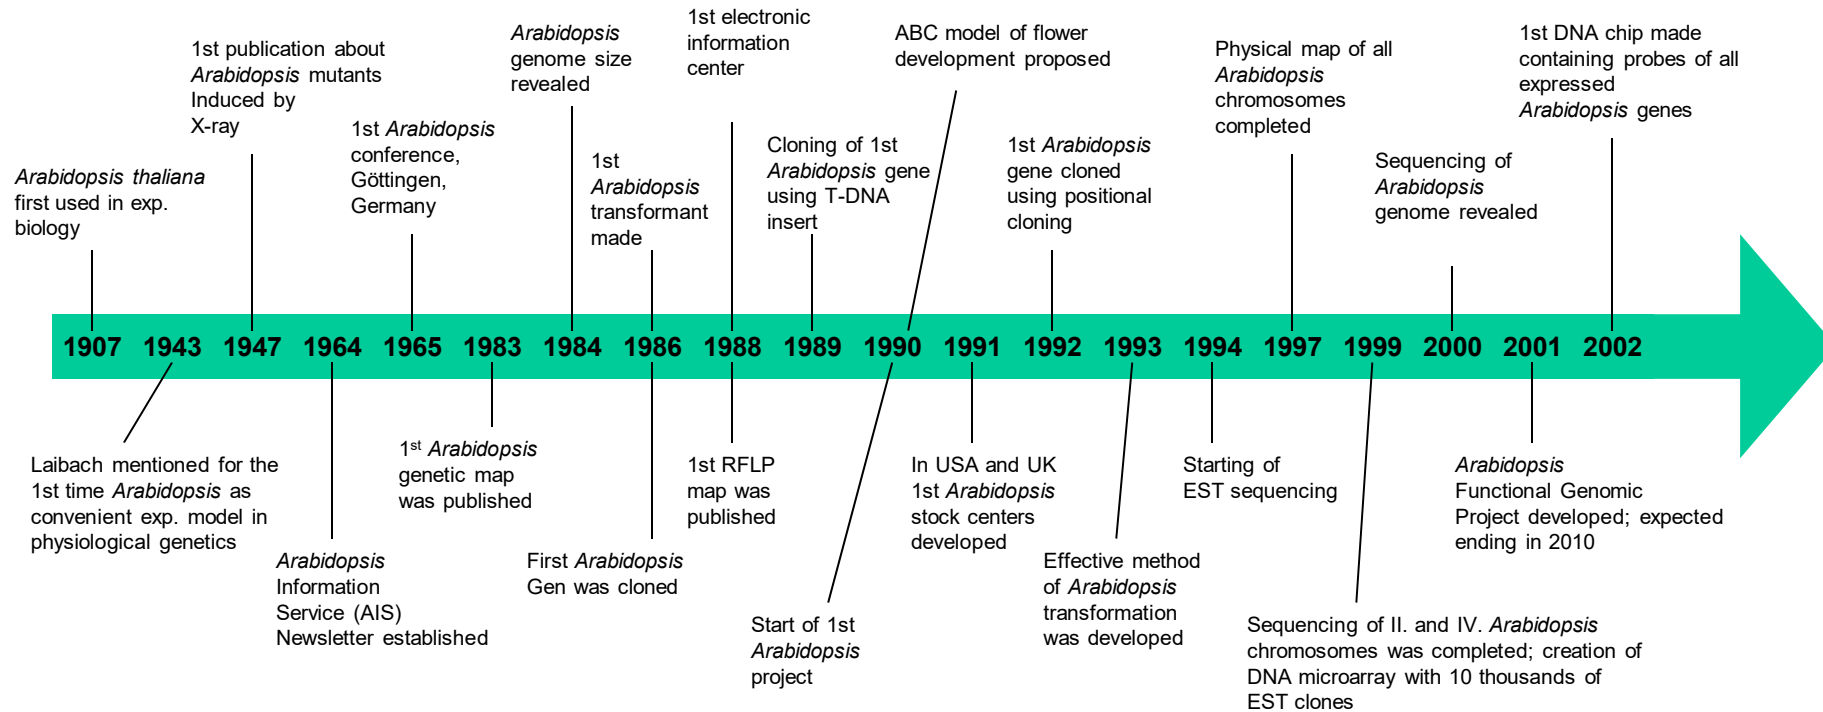 Arabidopsis thaliana
first used in exp.
biology
1st publication about
Arabidopsis mutants
Induced by
X-ray
1st Arabidopsis
conference,
Göttingen,
Germany
Arabidopsis
genome size
revealed
1st
Arabidopsis
transformant
made
1st electronic
information
center
Cloning of 1st
Arabidopsis gene
using T-DNA
insert
ABC model of flower
development proposed
1st Arabidopsis
gene cloned
using positional
cloning
Physical map of all
Arabidopsis
chromosomes
completed
Sequencing of
Arabidopsis
genome revealed
1st DNA chip made
containing probes of all
expressed
Arabidopsis genes
1907 1943 1947 1964 1965 1983 1984 1986 1988 1989 1990 1991 1992 1993 1994 1997 1999 2000 2001 2002
Laibach mentioned for the
1st time Arabidopsis as
convenient exp. model in
physiological genetics
Arabidopsis
Information
Service (AIS)
Newsletter established
1st Arabidopsis
genetic map
was published
First Arabidopsis
Gen was cloned
1st RFLP
map was
published
Start of 1st
Arabidopsis
project
In USA and UK
1st Arabidopsis
stock centers
developed
Effective method
of Arabidopsis
transformation
was developed
Starting of
EST sequencing
Sequencing of II. and IV. Arabidopsis
chromosomes was completed; creation of
DNA microarray with 10 thousands of
EST clones
Arabidopsis
Functional Genomic
Project developed; expected
ending in 2010